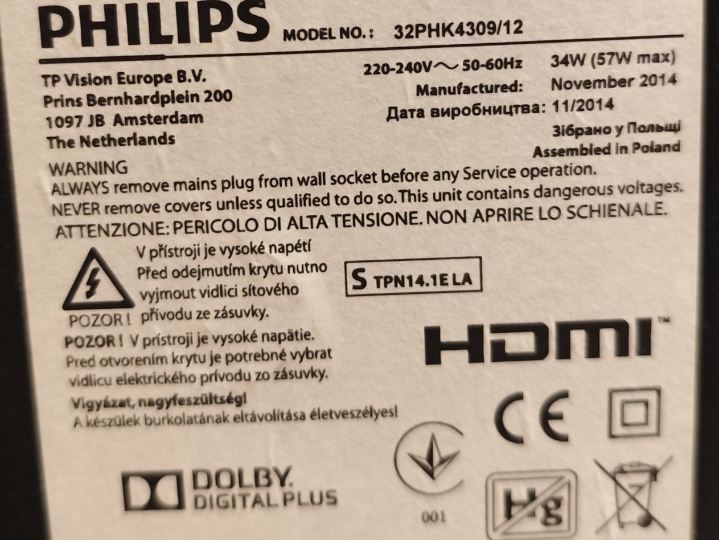 PHILIPS MODEL NO.: 32PHK4309/12
TP Vision Europe B.V.
Prins Bernhardplein 200
1097 JB Amsterdam
The Netherlands
220-240V～ 50-60Hz 34W (57W max)
Manufactured: November 2014
Дата виробництва: 11/2014
Зібрано у Польщі
Assembled in Poland
WARNING
ALWAYS remove mains plug from wall socket before any Service operation.
NEVER remove covers unless qualified to do so. This unit contains dangerous voltages.
ATTENZIONE: PERICOLO DI ALTA TENSIONE. NON APRIRE LO SCHIENALE.
V přístroji je vysoké napětí
Před odejmutím krytu nutno
vyjmout vidlici síťového
POZOR! přívodu ze zásuvky.
S TPN14.1E LA
POZOR! V prístroji je vysoké napätie.
Pred otvorením krytu je potrebné vybrat
vidlicu elektrického prívodu zo zásuvky.
Vigyázat, nagyfeszültség!
A készülek burkolatának eltávolítása életveszélyes!
HDMI™
CE
DOLBY.
DIGITAL PLUS
001
Hg